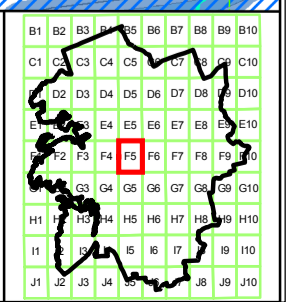 B1 B2 B3 B4 B5 B6 B7 B8 B9 B10
C1 C2 C3 C4 C5 C6 C7 C8 C9 C10
D2 D3 D4 D5 D6 D7 D8 D9 D10
E1 E3 E4 E5 E6 E7 E8 E9 E10
F2 F3 F4 F5 F6 F7 F8 F9 F10
G3 G4 G5 G6 G7 G8 G9 G10
H1 H2 H3 H4 H5 H6 H7 H8 H9 H10
I1 I2 I3 I5 I6 I7 I8 I9 I10
J1 J2 J3 J4 J5 J6 J7 J8 J9 J10